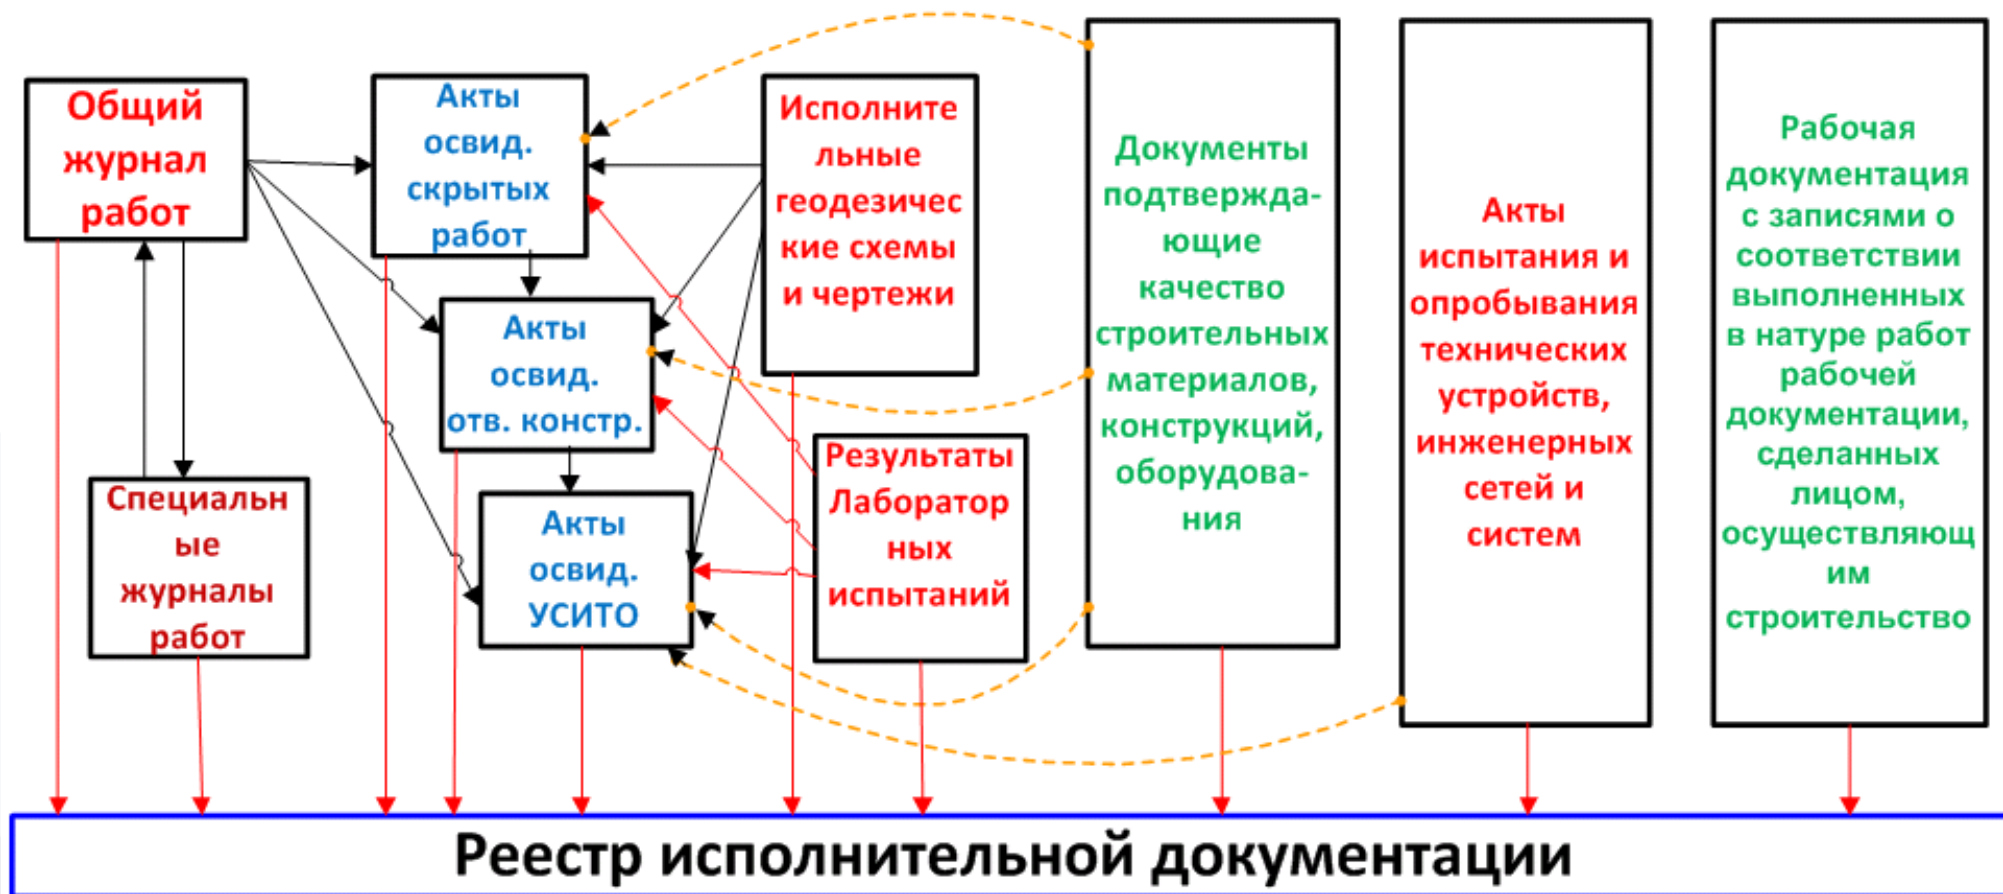 Общий
журнал
работ
Специальн
ые
журналы
работ
Акты
освид.
скрытых
работ
Акты
освид.
отв. констр.
Акты
освид.
УСИТО
Исполните
льные
геодезичес
кие схемы
и чертежи
Результаты
Лаборатор
ных
испытаний
Документы
подтвержда-
ющие
качество
строительных
материалов,
конструкций,
оборудова-
ния
Акты
испытания и
опробывания
технических
устройств,
инженерных
сетей и
систем
Рабочая
документация
с записями о
соответствии
выполненных
в натуре работ
рабочей
документации,
сделанных
лицом,
осуществляющ
им
строительство
Реестр исполнительной документации